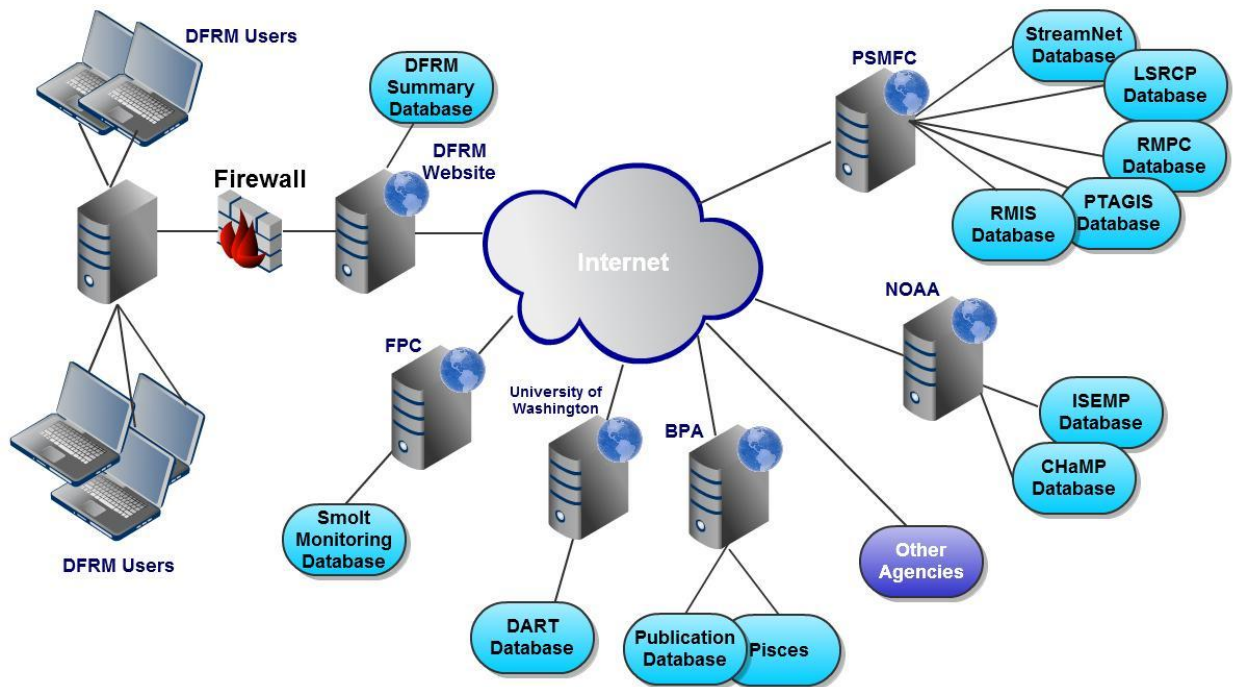 DFRM Users
DFRM
Summary
Database
DFRM
Website
Firewall
Internet
PSMFC
StreamNet
Database
LSRCP
Database
RMPC
Database
PTAGIS
Database
RMIS
Database
NOAA
ISEMP
Database
CHaMP
Database
FPC
Smolt
Monitoring
Database
University of
Washington
DART
Database
BPA
Publication
Database
Pisces
Other
Agencies
DFRM Users